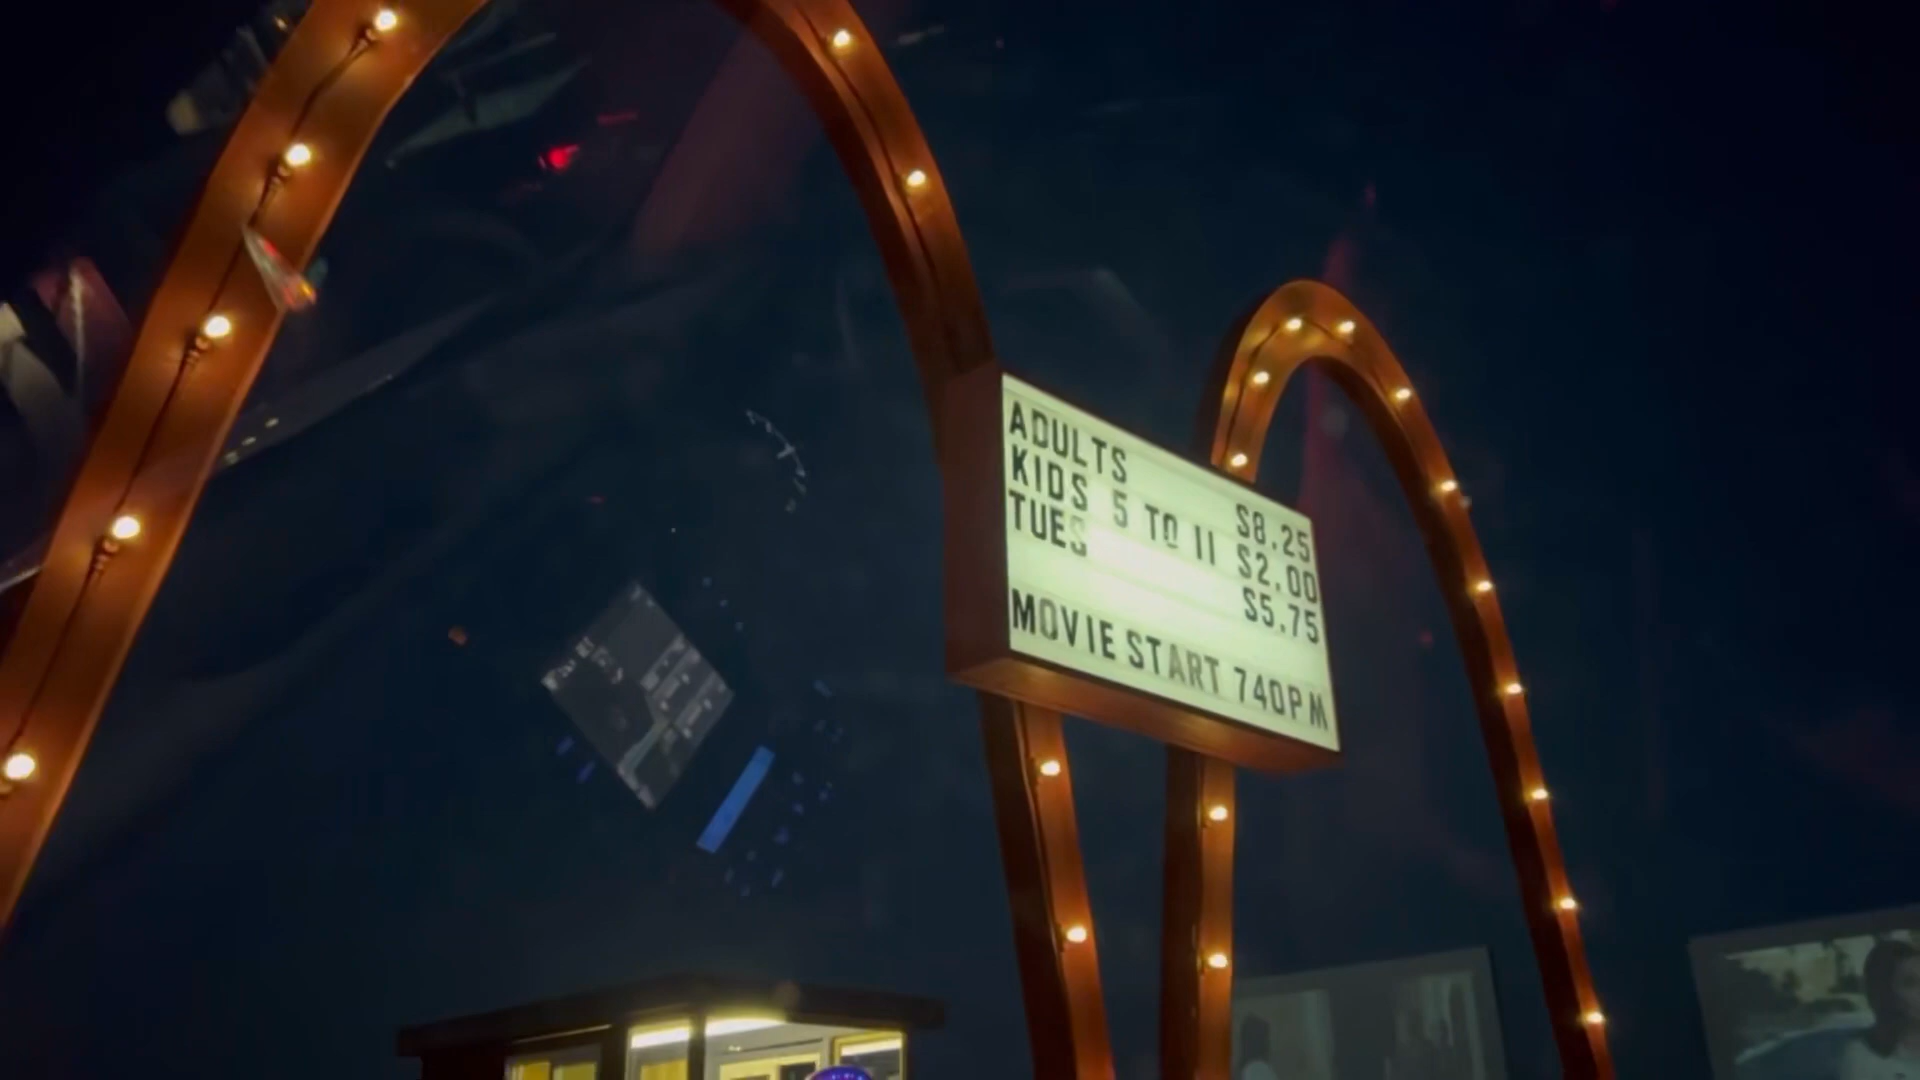 ADULTS $8.25
KIDS 5 TO 11 $2.00
TUES $5.75
MOVIE START 740PM